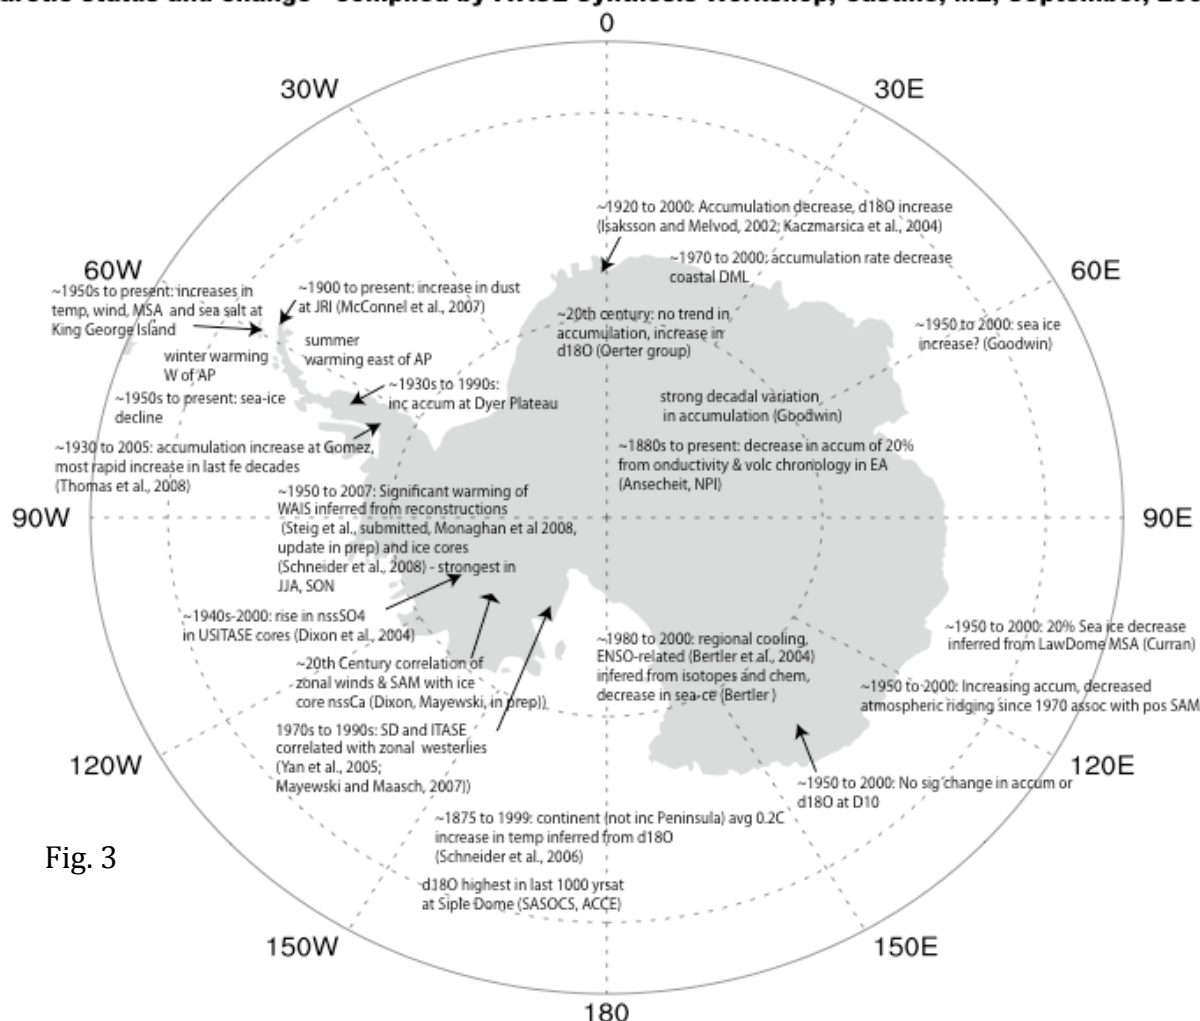 Status and Change - Compiled by ITASE Synthesis Workshop, Castine, ME, September,
0
30W
30E
~1920 to 2000: Accumulation decrease, d18O increase
(Isaksson and Melvod, 2002; Kaczmarsica et al., 2004)
~1970 to 2000: accumulation rate decrease
coastal DML
60W
60E
~1950s to present: increases in
temp, wind, MSA and sea salt at
King George Island
~1900 to present: increase in dust
at JRI (McConnel et al., 2007)
~20th century: no trend in
accumulation, increase in
d18O (Oerter group)
~1950 to 2000: sea ice
increase? (Goodwin)
summer
warming east of AP
winter warming
W of AP
~1930s to 1990s:
inc accum at Dyer Plateau
~1950s to present: sea-ice
decline
strong decadal variation
in accumulation (Goodwin)
~1930 to 2005: accumulation increase at Gomez,
most rapid increase in last fe decades
(Thomas et al., 2008)
~1880s to present: decrease in accum of 20%
from onductivity & volc chronology in EA
(Ansecheit, NPI)
90W
90E
~1950 to 2007: Significant warming of
WAIS inferred from reconstructions
(Steig et al., submitted, Monaghan et al 2008,
update in prep) and ice cores
(Schneider et al., 2008) - strongest in
JJA, SON
~1940s-2000: rise in nssSO4
in USITASE cores (Dixon et al., 2004)
~1980 to 2000: regional cooling,
ENSO-related (Bertler et al., 2004)
infered from isotopes and chem,
decrease in sea-ce (Bertler )
~1950 to 2000: 20% Sea ice decrease
inferred from LawDome MSA (Curran)
~20th Century correlation of
zonal winds & SAM with ice
core nssCa (Dixon, Mayewski, in prep))
~1950 to 2000: Increasing accum, decreased
atmospheric ridging since 1970 assoc with pos SAM
1970s to 1990s: SD and ITASE
correlated with zonal westerlies
(Yan et al., 2005;
Mayewski and Maasch, 2007))
120W
120E
~1950 to 2000: No sig change in accum or
d18O at D10
~1875 to 1999: continent (not inc Peninsula) avg 0.2C
increase in temp inferred from d18O
(Schneider et al., 2006)
Fig. 3
d18O highest in last 1000 yrsat
at Siple Dome (SASOCS, ACCE)
150W
150E
180